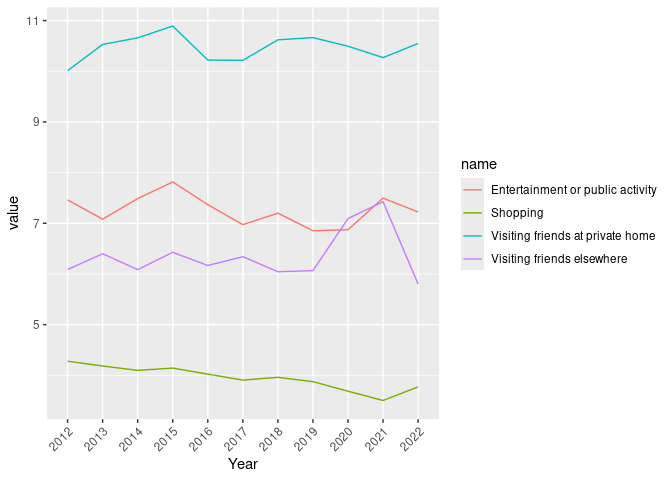 11
9
7
5
value
2012
2013
2014
2015
2016
2017
2018
2019
2020
2021
2022
Year
name
Entertainment or public activity
Shopping
Visiting friends at private home
Visiting friends elsewhere